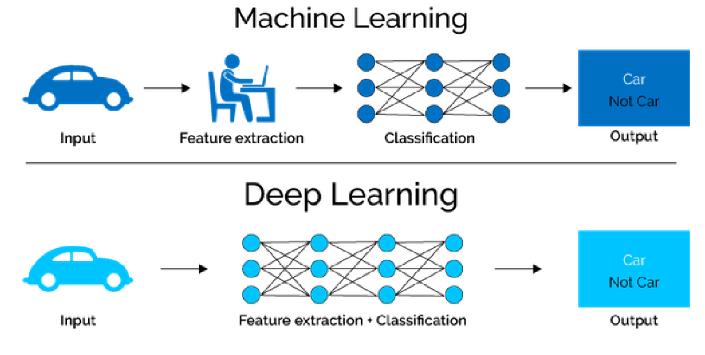 Machine Learning
Car
Not Car
Input
Feature extraction
Classification
Output
Deep Learning
Car
Not Car
Input
Feature extraction + Classification
Output